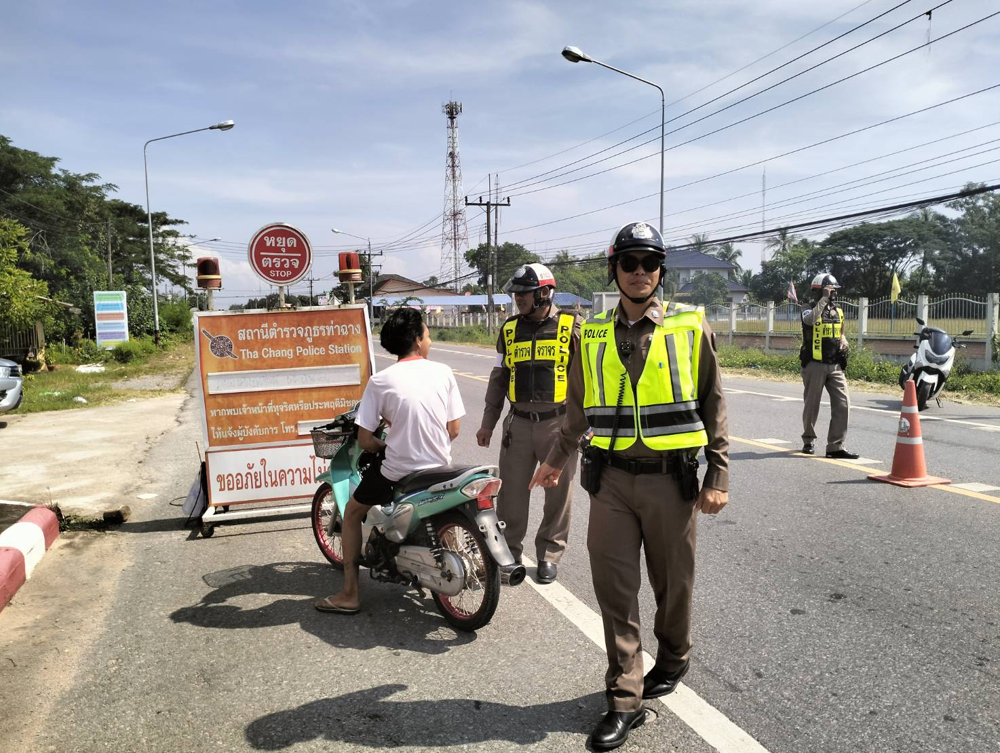 หยุด
ตรวจ
STOP
สถานีตำรวจภูธรท่าฉาง
Tha Chang Police Station
หากพบเจ้าหน้าที่ทุจริตหรือประพฤติมิชอ
ให้แจ้งผู้บังคับการ โทร.
ขออภัยในความไม่
6102
POLICE
POLICE
ตำรวจ จราจร
POLICE
POLICE